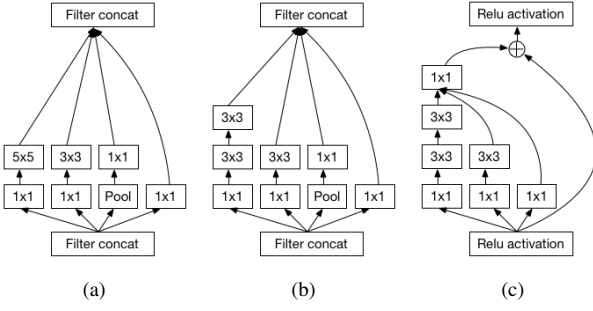 Filter concat
5x5 3x3 1x1
1x1 1x1 Pool 1x1
Filter concat
(a)
Filter concat
3x3
3x3 3x3 1x1
1x1 1x1 Pool 1x1
Filter concat
(b)
Relu activation
1x1
3x3
3x3 3x3
1x1 1x1 1x1
Relu activation
(c)